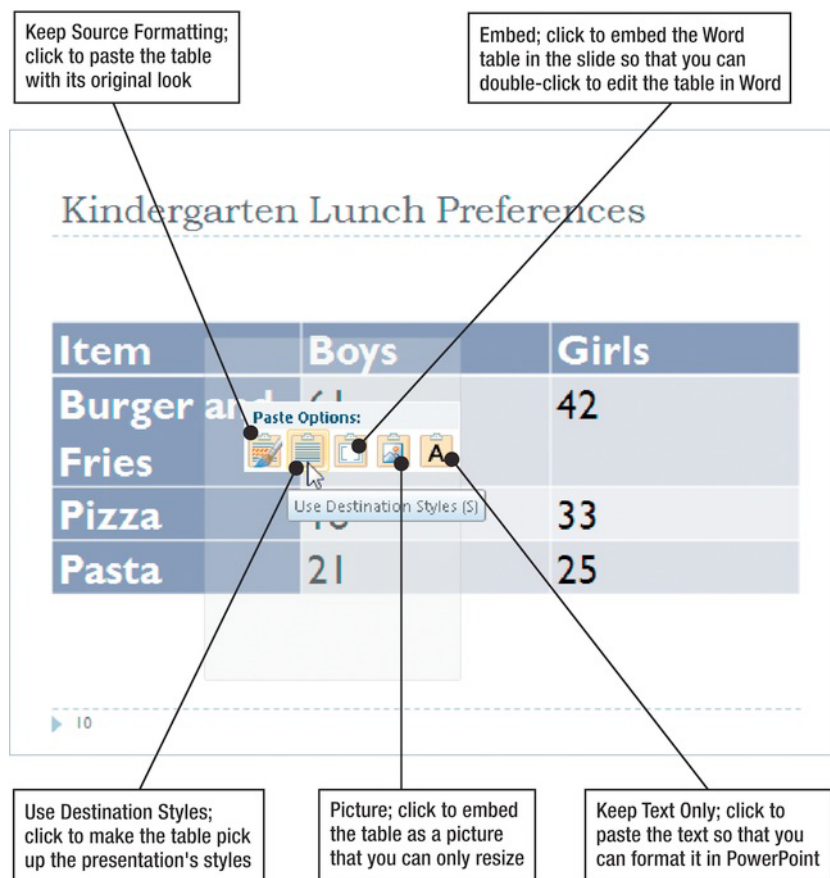 Keep Source Formatting;
click to paste the table
with its original look
Embed; click to embed the Word
table in the slide so that you can
double-click to edit the table in Word
Kindergarten Lunch Preferences
Item Boys Girls
Burger and
Fries
42
Paste Options:
A
Use Destination Styles (S)
Pizza 33
Pasta 21 25
10
Use Destination Styles;
click to make the table pick
up the presentation's styles
Picture; click to embed
the table as a picture
that you can only resize
Keep Text Only; click to
paste the text so that you
can format it in PowerPoint